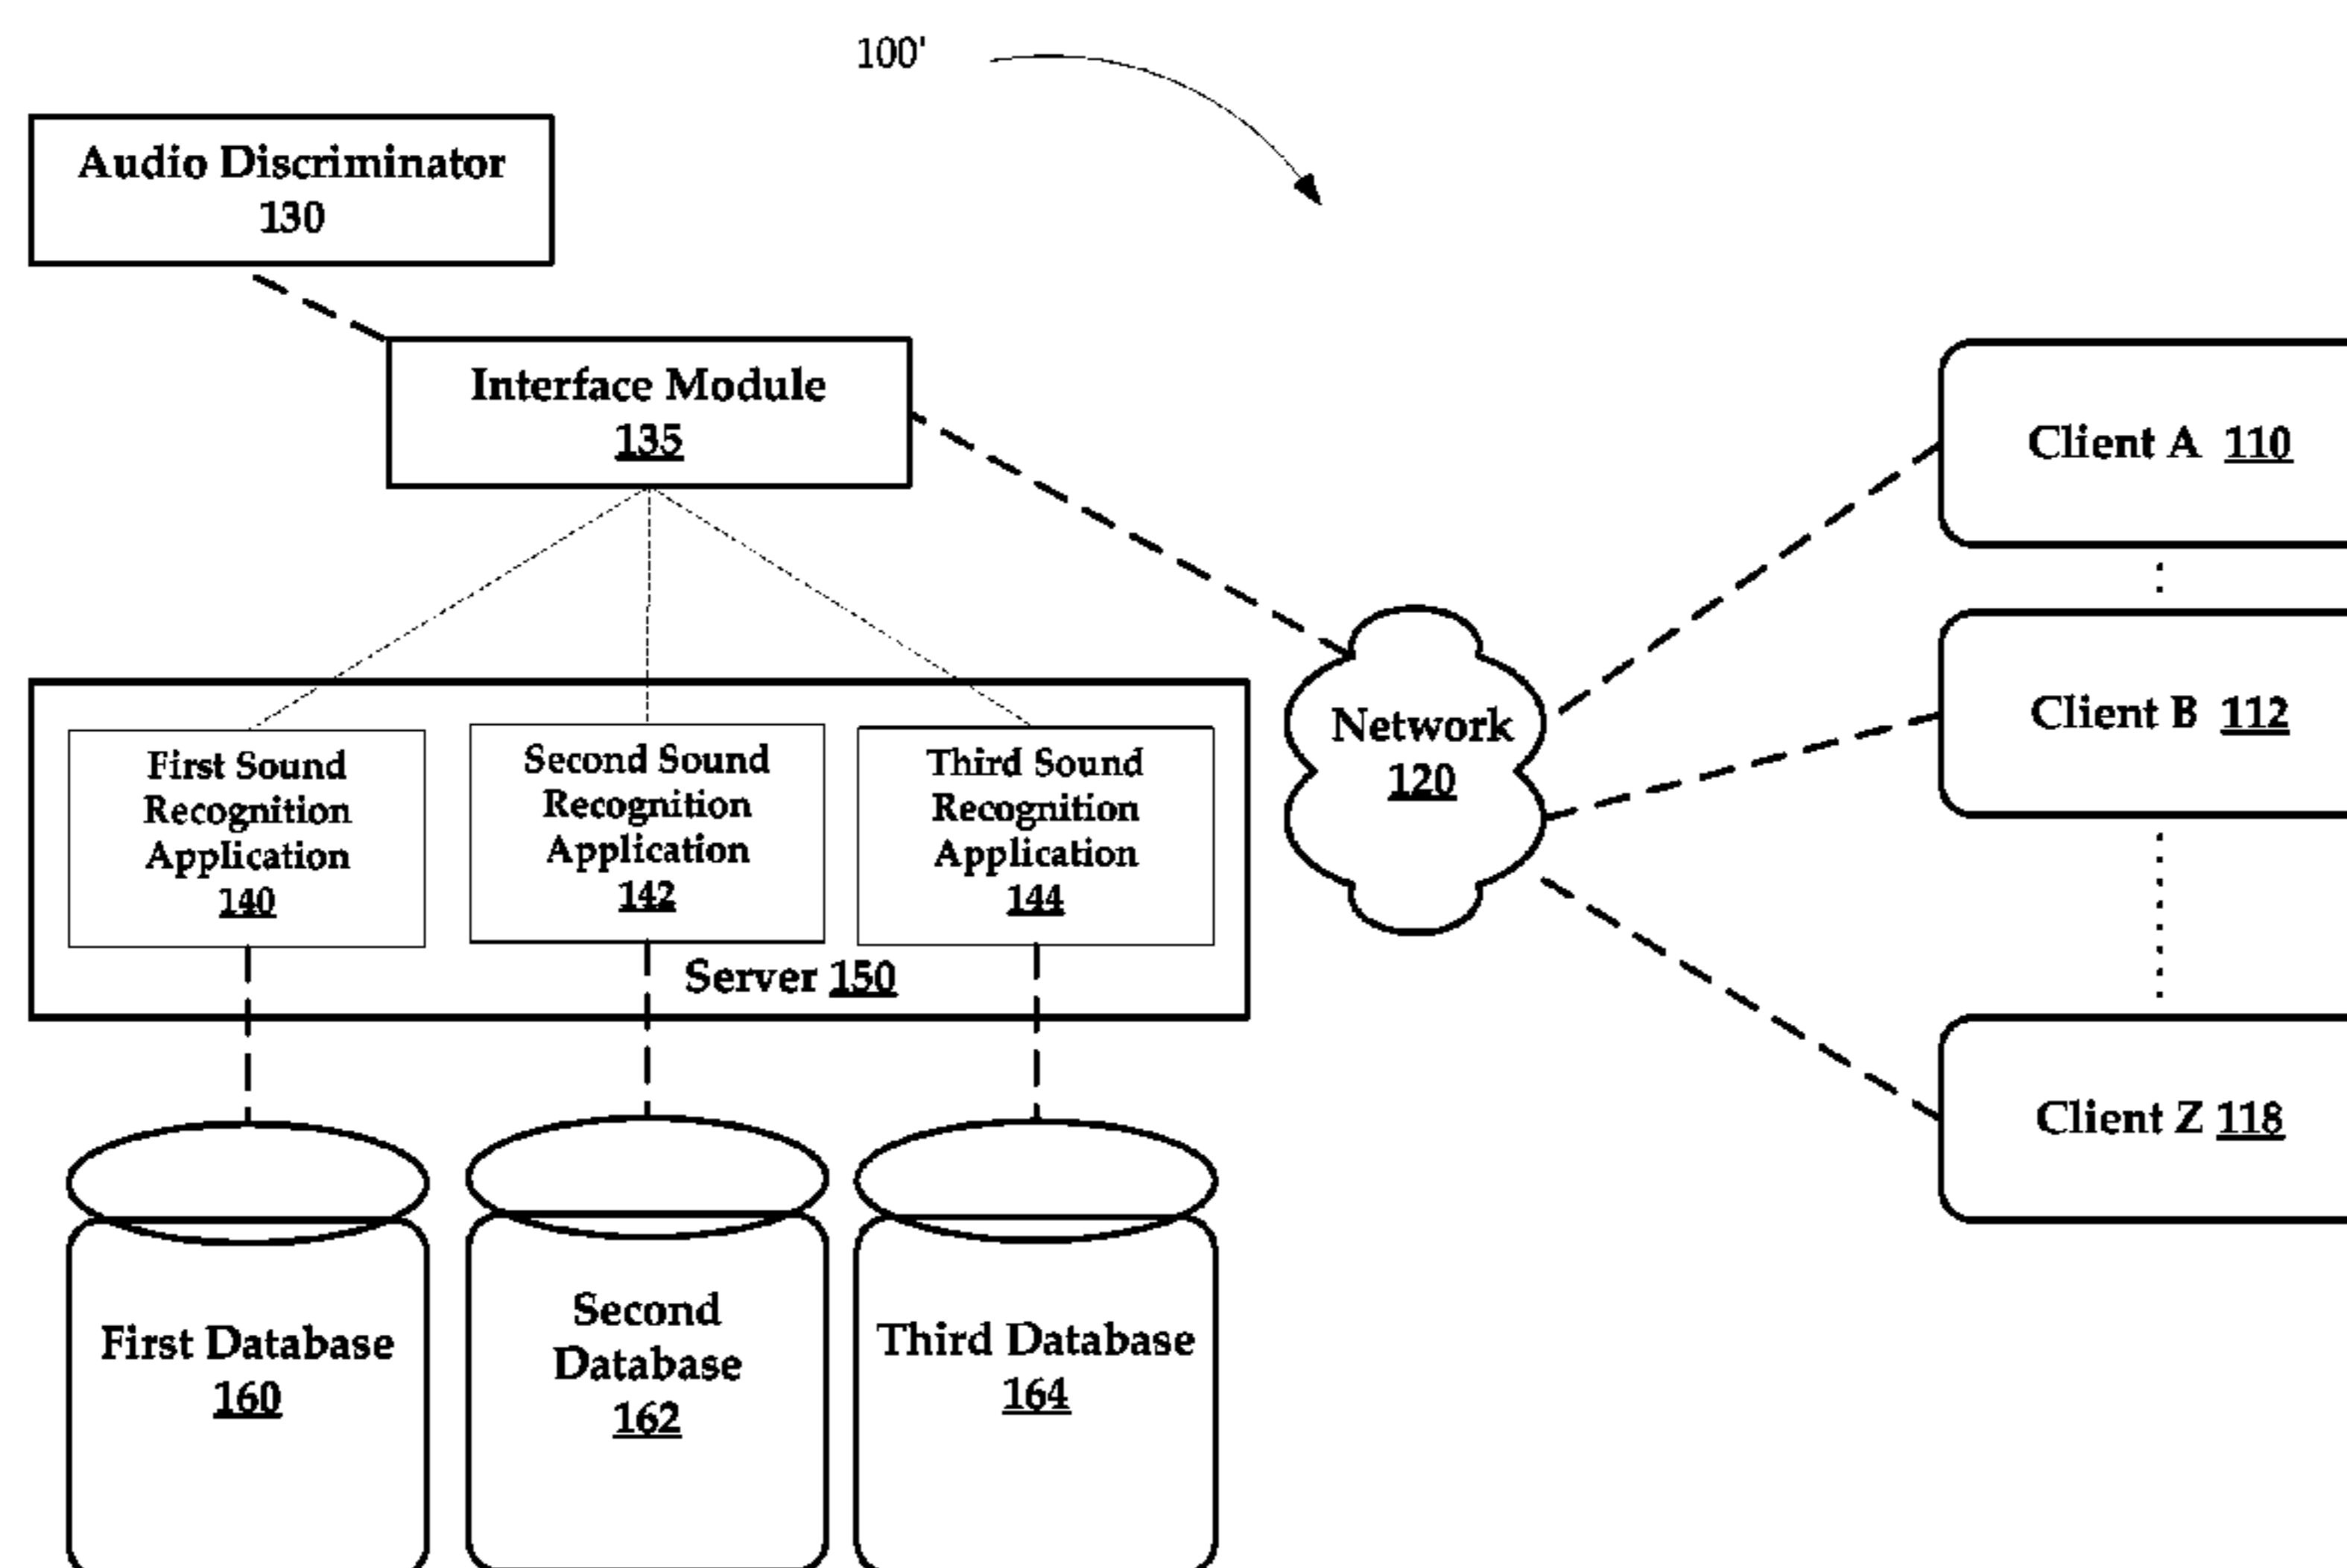 100'
Audio Discriminator
130
Interface Module
135
Client A 110
Client B 112
Network
120
First Sound
Recognition
Application
140
Second Sound
Recognition
Application
142
Third Sound
Recognition
Application
144
Server 150
Client Z 118
First Database
160
Second
Database
162
Third Database
164